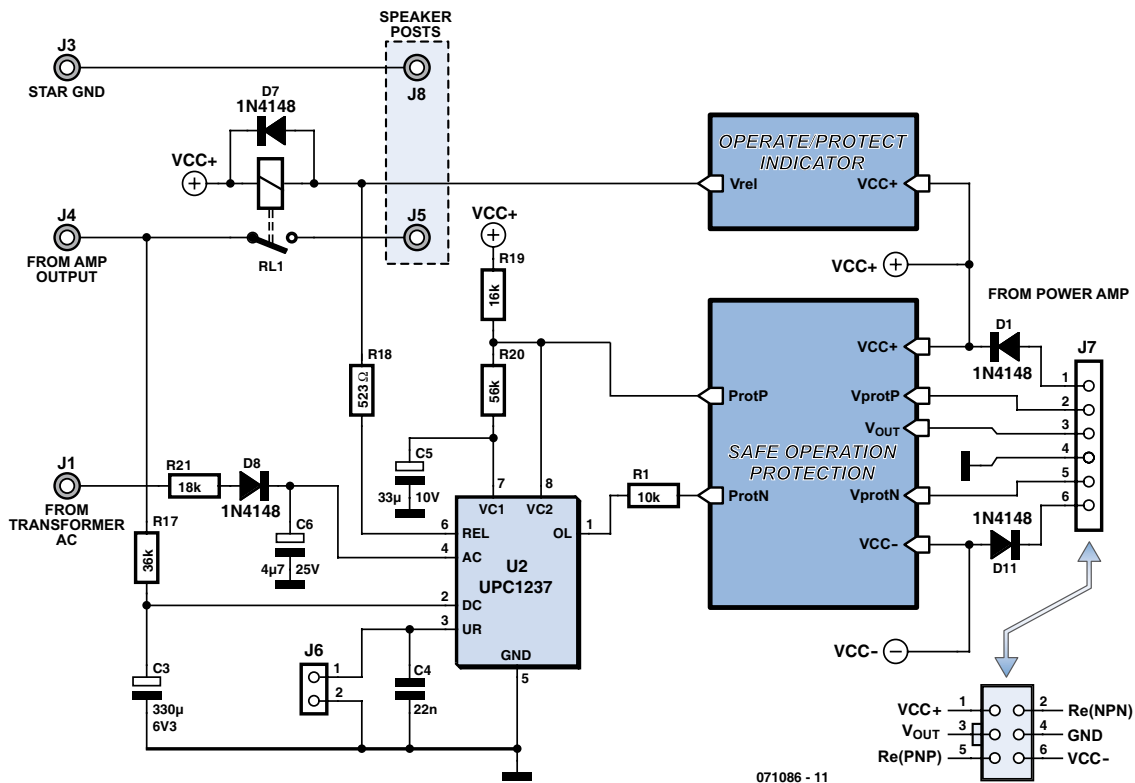 J3
STAR GND
SPEAKER
POSTS
J8
D7
1N4148
VCC+
J4
FROM AMP
OUTPUT
RL1
J5
VCC+
R19
16k
R20
56k
R18
523Ω
OPERATE/PROTECT
INDICATOR
Vrel
VCC+
VCC+
FROM POWER AMP
D1
1N4148
J7
1
2
3
4
5
6
VCC+
VprotP
VOUT
VprotN
VCC-
ProtP
ProtN
SAFE OPERATION
PROTECTION
1N4148
D11
VCC-
J1
FROM
TRANSFORMER
AC
R21
18k
D8
1N4148
C6
4µ7
25V
C5
33µ
10V
R17
36k
C3
330µ
6V3
J6
1
2
C4
22n
7
8
VC1
VC2
6
REL
4
AC
2
DC
3
UR
OL
1
U2
UPC1237
GND
5
R1
10k
VCC+
1
2
Re(NPN)
VOUT
3
4
GND
Re(PNP)
5
6
VCC-
071086 - 11